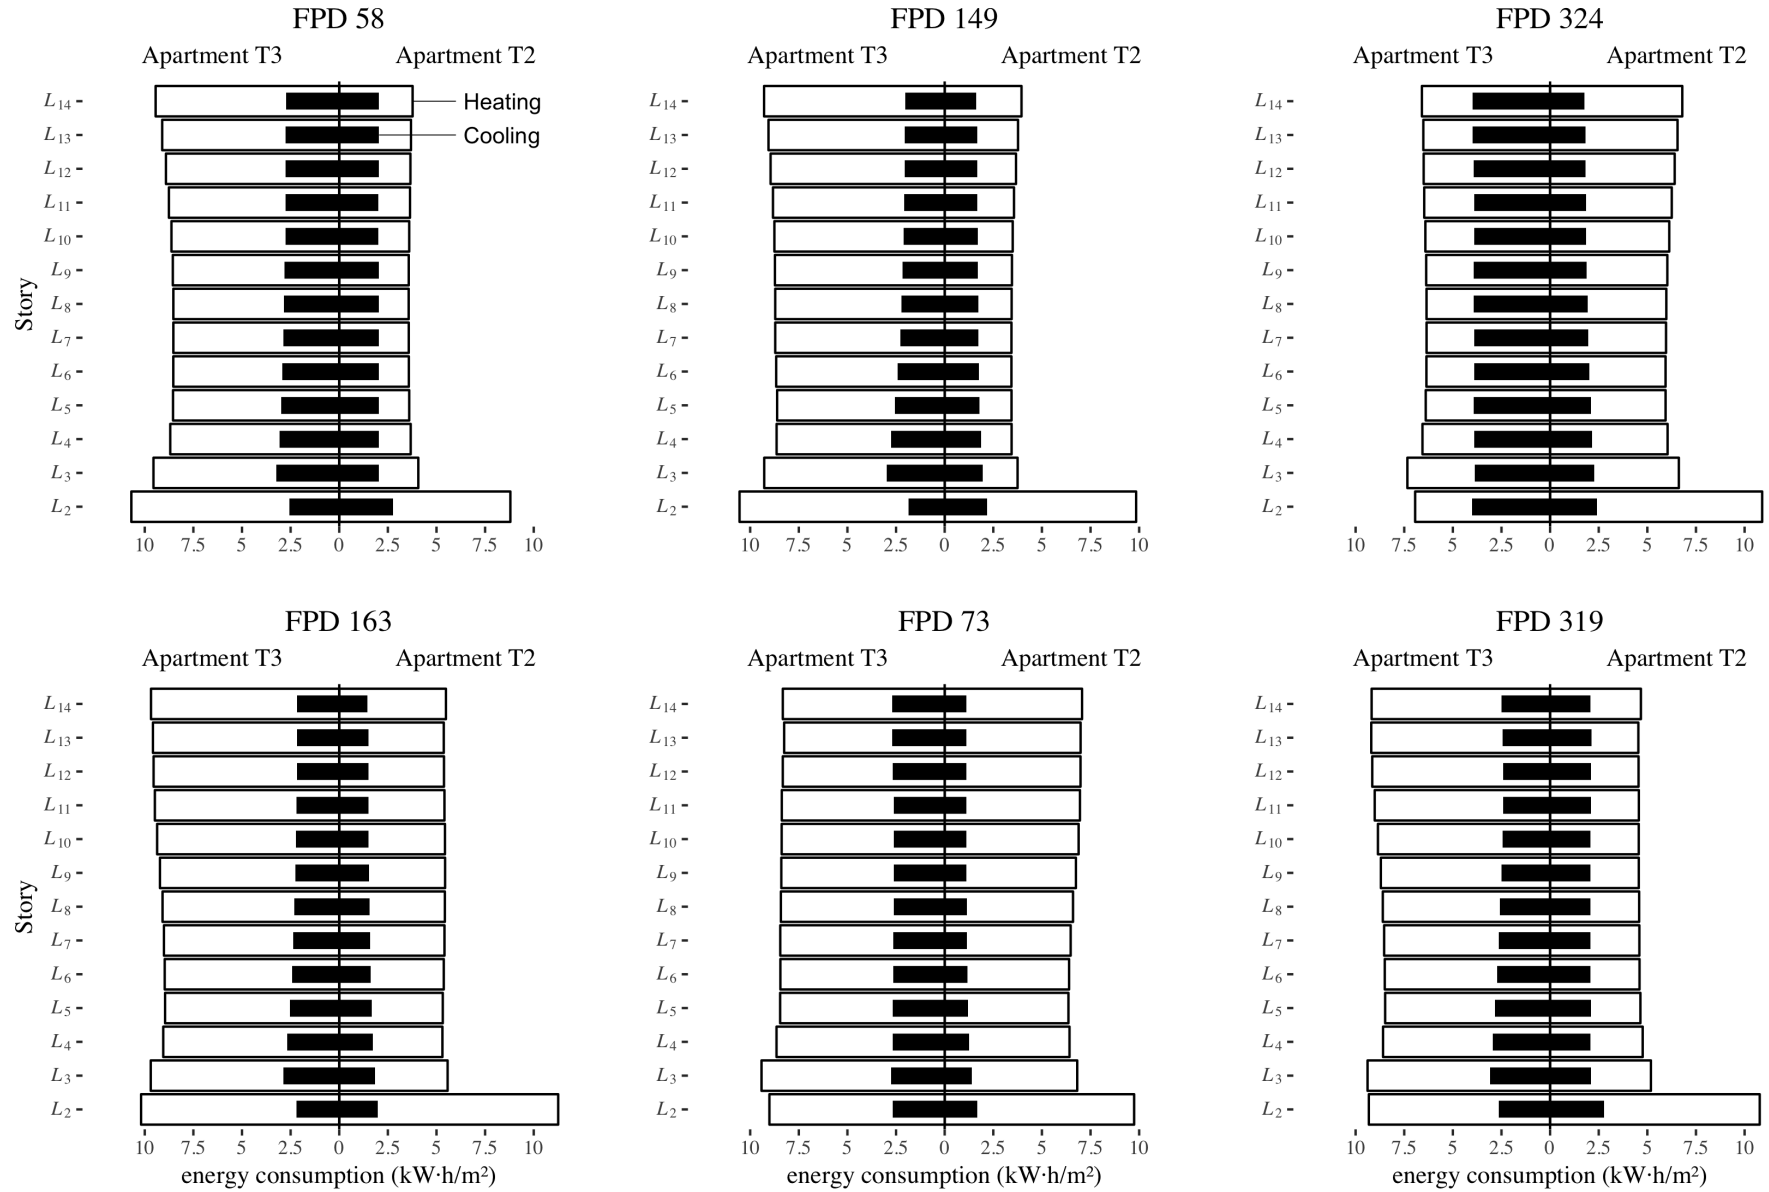 FPD 58
Apartment T3 Apartment T2
L14
L13
L12
L11
L10
L9
L8
L7
L6
L5
L4
L3
L2
Heating
Cooling
Story
10 7.5 5 2.5 0 2.5 5 7.5 10
FPD 149
Apartment T3 Apartment T2
L14
L13
L12
L11
L10
L9
L8
L7
L6
L5
L4
L3
L2
10 7.5 5 2.5 0 2.5 5 7.5 10
FPD 324
Apartment T3 Apartment T2
L14
L13
L12
L11
L10
L9
L8
L7
L6
L5
L4
L3
L2
10 7.5 5 2.5 0 2.5 5 7.5 10
FPD 163
Apartment T3 Apartment T2
L14
L13
L12
L11
L10
L9
L8
L7
L6
L5
L4
L3
L2
Story
10 7.5 5 2.5 0 2.5 5 7.5 10
energy consumption (kW·h/m²)
FPD 73
Apartment T3 Apartment T2
L14
L13
L12
L11
L10
L9
L8
L7
L6
L5
L4
L3
L2
10 7.5 5 2.5 0 2.5 5 7.5 10
energy consumption (kW·h/m²)
FPD 319
Apartment T3 Apartment T2
L14
L13
L12
L11
L10
L9
L8
L7
L6
L5
L4
L3
L2
10 7.5 5 2.5 0 2.5 5 7.5 10
energy consumption (kW·h/m²)